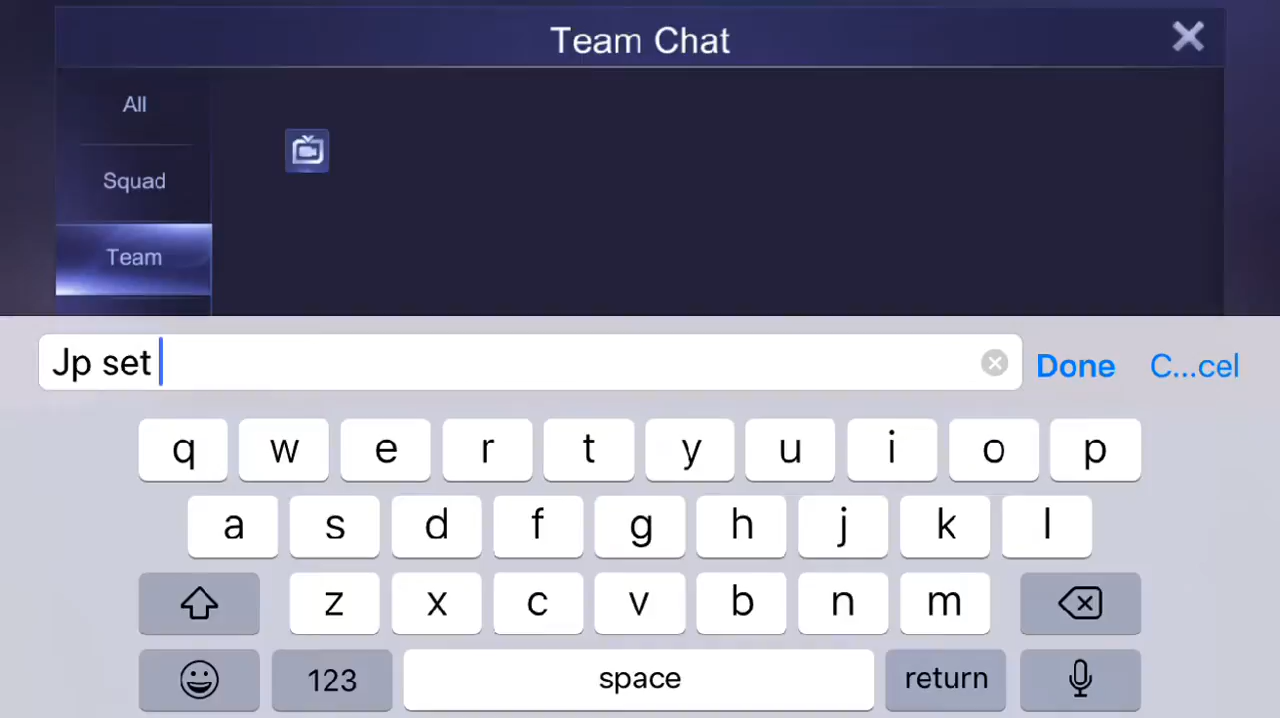 Team Chat
All
Squad
Team
Jp set
Done C...cel
q w e r t y u i o p
a s d f g h j k l
z x c v b n m
123 space return